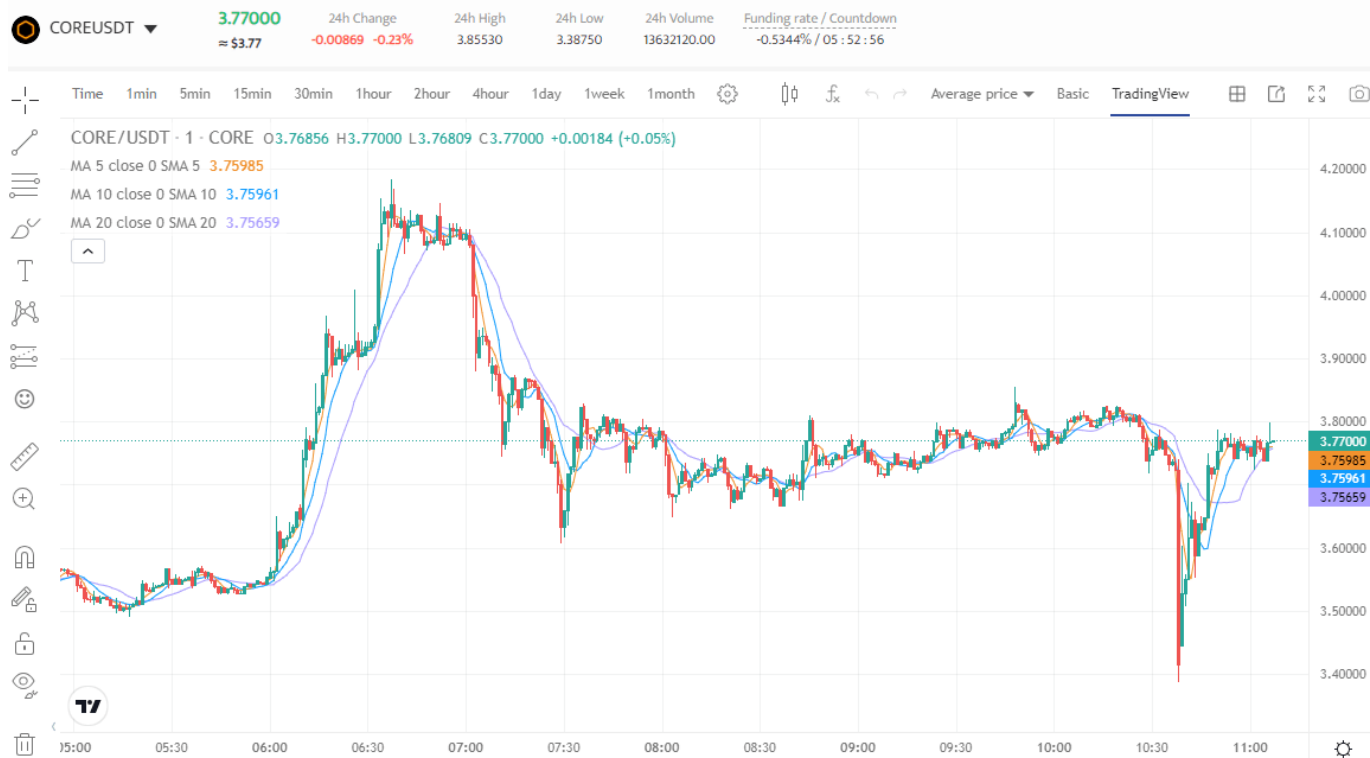 COREUSDT
3.77000
≈ $3.77
24h Change
-0.00869 -0.23%
24h High
3.85530
24h Low
3.38750
24h Volume
13632120.00
Funding rate / Countdown
-0.5344% / 05 : 52 : 56
Time 1min 5min 15min 30min 1hour 2hour 4hour 1day 1week 1month Average price Basic TradingView
CORE/USDT · 1 · CORE O3.76856 H3.77000 L3.76809 C3.77000 +0.00184 (+0.05%)
MA 5 close 0 SMA 5 3.75985
MA 10 close 0 SMA 10 3.75961
MA 20 close 0 SMA 20 3.75659
4.20000
4.10000
4.00000
3.90000
3.80000
3.77000
3.75985
3.75961
3.75659
3.60000
3.50000
3.40000
05:00 05:30 06:00 06:30 07:00 07:30 08:00 08:30 09:00 09:30 10:00 10:30 11:00